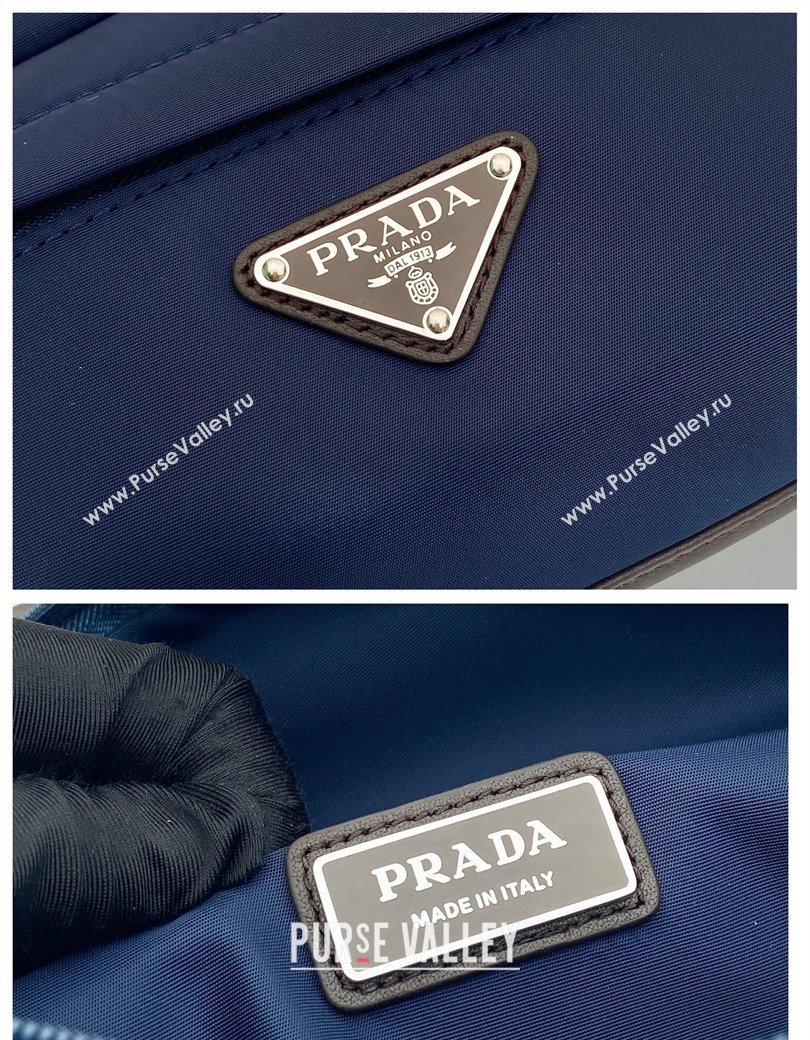 PRADA
MILANO
DAL 1913
www.PurseValley.ru
www.PurseValley.ru
PRADA
MADE IN ITALY
PURSE VALLEY